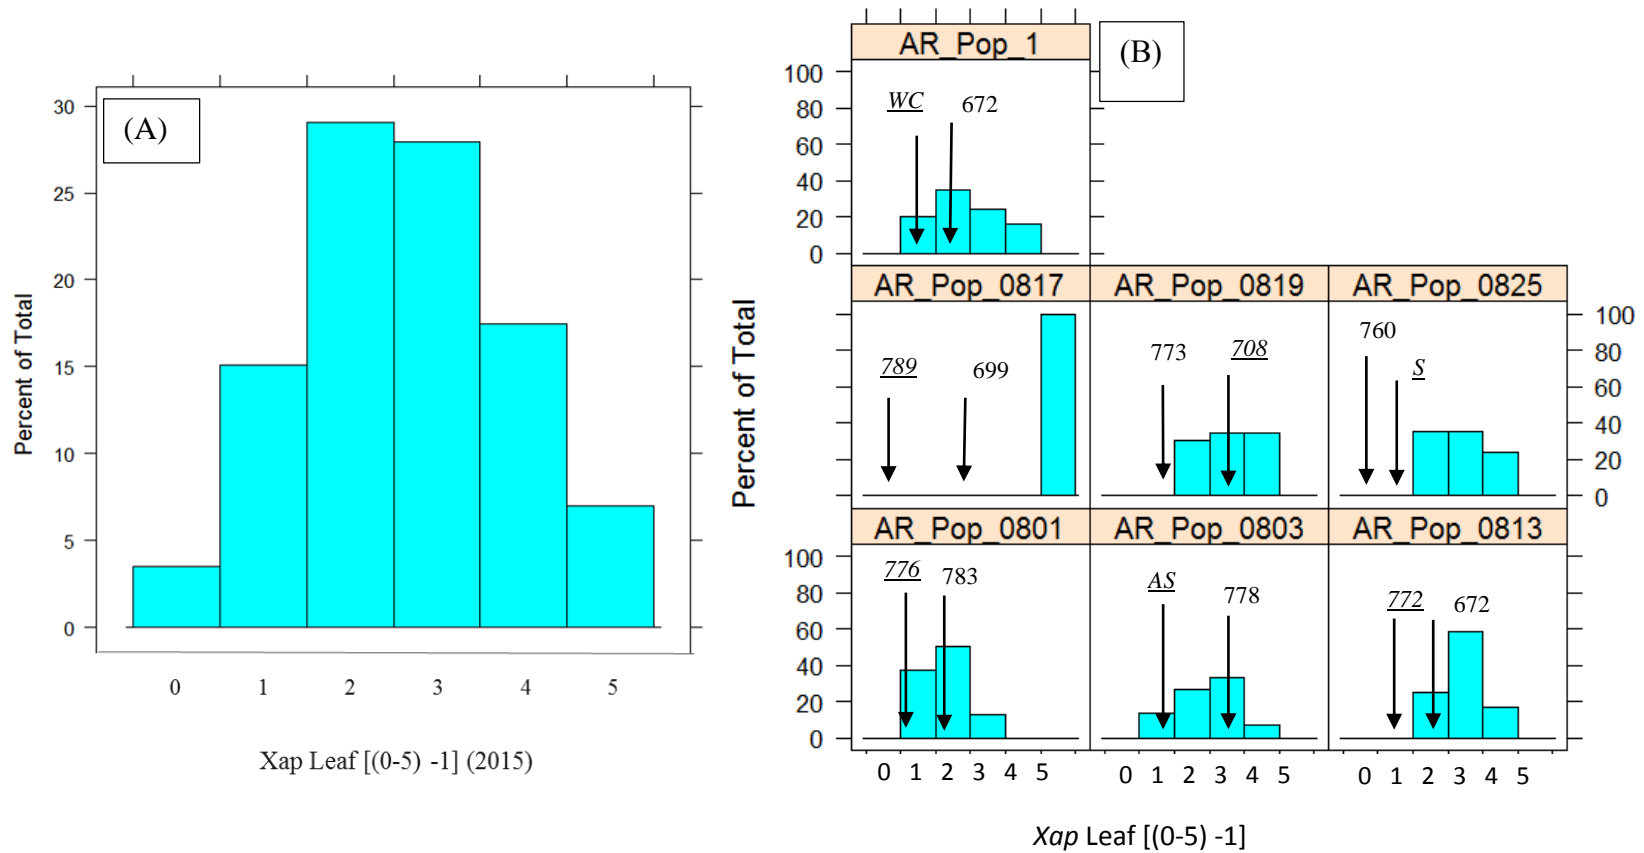 (A)
30
25
20
15
10
5
0
Percent of Total
0 1 2 3 4 5
Xap Leaf [(0-5) -1] (2015)
(B)
AR_Pop_1
100
80
60
40
20
0
WC 672
Percent of Total
AR_Pop_0817 AR_Pop_0819 AR_Pop_0825
789 699
773 708
760 S
100
80
60
40
20
0
AR_Pop_0801 AR_Pop_0803 AR_Pop_0813
100
80
60
40
20
0
776 783
AS 778
772 672
0 1 2 3 4 5 0 1 2 3 4 5 0 1 2 3 4 5
Xap Leaf [(0-5) -1]